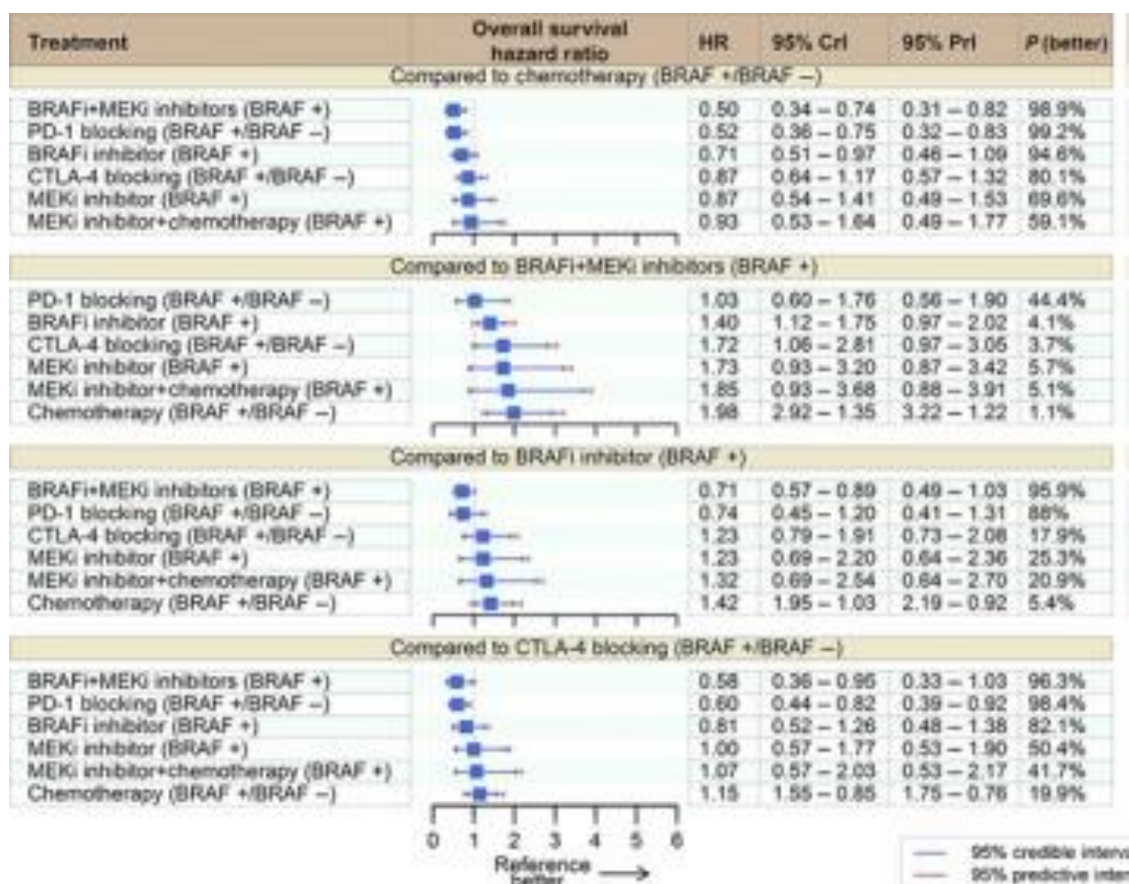 Treatment Overall survival hazard ratio HR 95% CrI 95% PrI P (better)
Compared to chemotherapy (BRAF +/BRAF –)
BRAFi+MEKi inhibitors (BRAF +) 0.50 0.34 – 0.74 0.31 – 0.82 98.9%
PD-1 blocking (BRAF +/BRAF –) 0.52 0.36 – 0.75 0.32 – 0.83 99.2%
BRAFi inhibitor (BRAF +) 0.71 0.51 – 0.97 0.46 – 1.09 94.6%
CTLA-4 blocking (BRAF +/BRAF –) 0.87 0.64 – 1.17 0.57 – 1.32 80.1%
MEKi inhibitor (BRAF +) 0.87 0.54 – 1.41 0.49 – 1.53 69.6%
MEKi inhibitor+chemotherapy (BRAF +) 0.93 0.53 – 1.64 0.49 – 1.77 59.1%
Compared to BRAFi+MEKi inhibitors (BRAF +)
PD-1 blocking (BRAF +/BRAF –) 1.03 0.60 – 1.76 0.56 – 1.90 44.4%
BRAFi inhibitor (BRAF +) 1.40 1.12 – 1.75 0.97 – 2.02 4.1%
CTLA-4 blocking (BRAF +/BRAF –) 1.72 1.06 – 2.81 0.97 – 3.05 3.7%
MEKi inhibitor (BRAF +) 1.73 0.93 – 3.20 0.87 – 3.42 5.7%
MEKi inhibitor+chemotherapy (BRAF +) 1.85 0.93 – 3.68 0.88 – 3.91 5.1%
Chemotherapy (BRAF +/BRAF –) 1.98 2.92 – 1.35 3.22 – 1.22 1.1%
Compared to BRAFi inhibitor (BRAF +)
BRAFi+MEKi inhibitors (BRAF +) 0.71 0.57 – 0.89 0.49 – 1.03 95.9%
PD-1 blocking (BRAF +/BRAF –) 0.74 0.45 – 1.20 0.41 – 1.31 88%
CTLA-4 blocking (BRAF +/BRAF –) 1.23 0.79 – 1.91 0.73 – 2.08 17.9%
MEKi inhibitor (BRAF +) 1.23 0.69 – 2.20 0.64 – 2.36 25.3%
MEKi inhibitor+chemotherapy (BRAF +) 1.32 0.69 – 2.54 0.64 – 2.70 20.9%
Chemotherapy (BRAF +/BRAF –) 1.42 1.95 – 1.03 2.19 – 0.92 5.4%
Compared to CTLA-4 blocking (BRAF +/BRAF –)
BRAFi+MEKi inhibitors (BRAF +) 0.58 0.36 – 0.95 0.33 – 1.03 96.3%
PD-1 blocking (BRAF +/BRAF –) 0.60 0.44 – 0.82 0.39 – 0.92 98.4%
BRAFi inhibitor (BRAF +) 0.81 0.52 – 1.26 0.48 – 1.38 82.1%
MEKi inhibitor (BRAF +) 1.00 0.57 – 1.77 0.53 – 1.90 50.4%
MEKi inhibitor+chemotherapy (BRAF +) 1.07 0.57 – 2.03 0.53 – 2.17 41.7%
Chemotherapy (BRAF +/BRAF –) 1.15 1.55 – 0.85 1.75 – 0.76 19.9%
0 1 2 3 4 5 6
Reference
better
95% credible
95% predictive